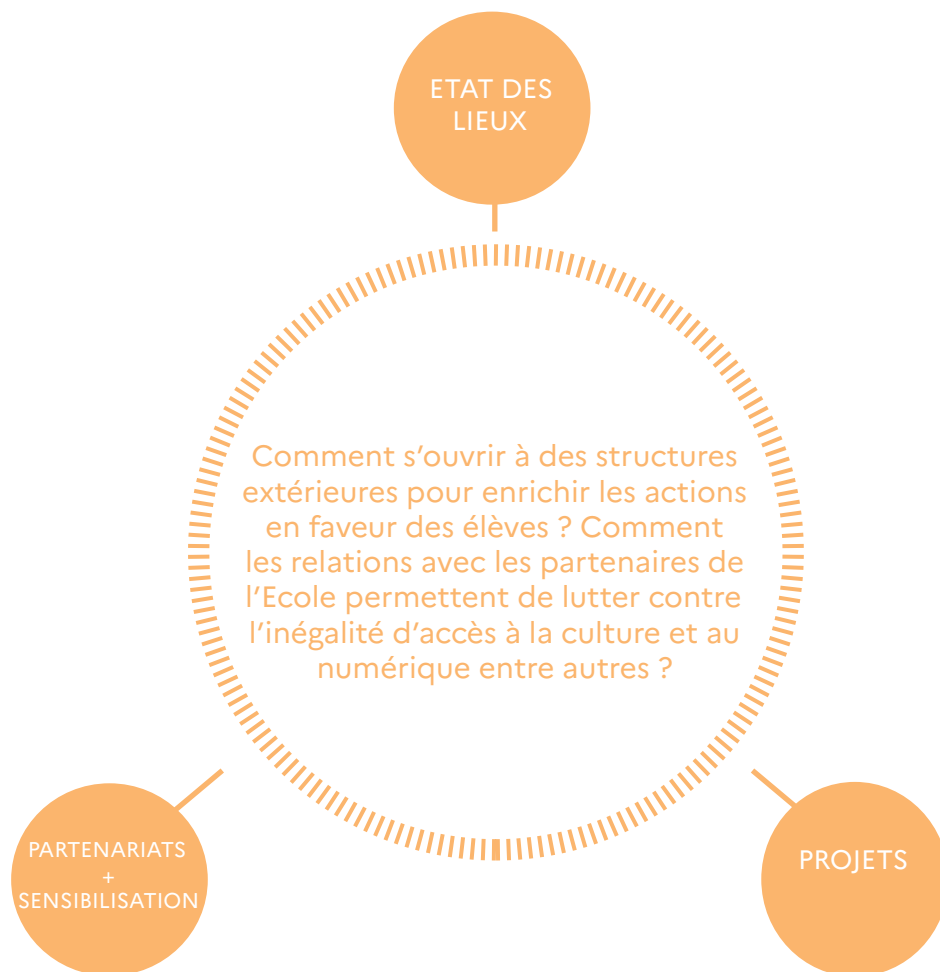 ETAT DES
LIEUX
Comment s’ouvrir à des structures
extérieures pour enrichir les actions
en faveur des élèves ? Comment
les relations avec les partenaires de
l’Ecole permettent de lutter contre
l’inégalité d’accès à la culture et au
numérique entre autres ?
PARTENARIATS
+
SENSIBILISATION
PROJETS